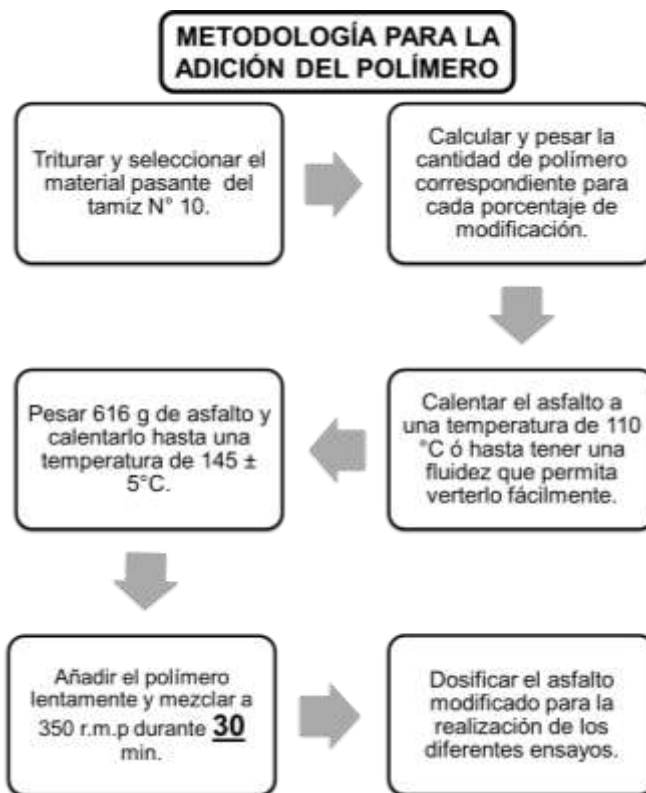 METODOLOGÍA PARA LA
ADICIÓN DEL POLÍMERO
Triturar y seleccionar el
material pasante del
tamiz N° 10.
Calcular y pesar la
cantidad de polímero
correspondiente para
cada porcentaje de
modificación.
Calentar el asfalto a
una temperatura de 110
°C ó hasta tener una
fluidez que permita
verterlo fácilmente.
Pesar 616 g de asfalto y
calentarlo hasta una
temperatura de 145 ±
5°C.
Añadir el polímero
lentamente y mezclar a
350 r.m.p durante 30
min.
Dosificar el asfalto
modificado para la
realización de los
diferentes ensayos.